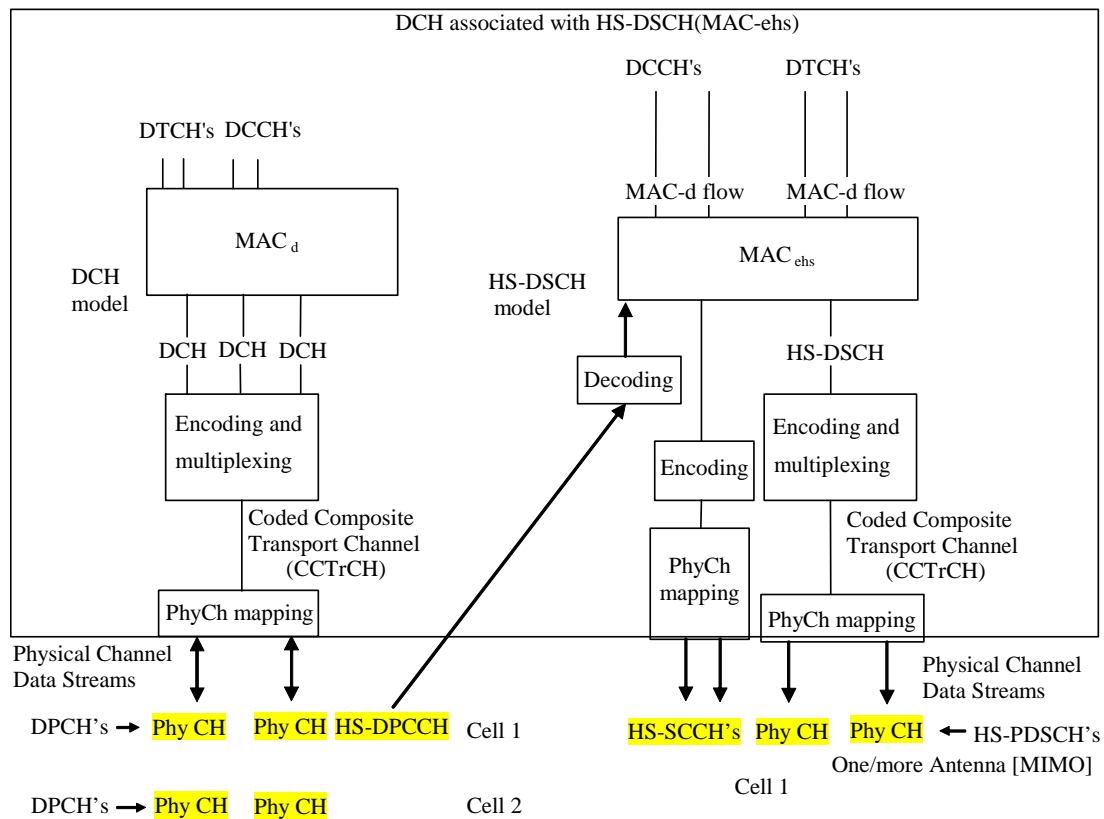 DCH associated with HS-DSCH(MAC-ehs)
DCCH's DTCH's
DTCH's DCCH's
MAC-d flow MAC-d flow
MAC d
MAC ehs
DCH
model
HS-DSCH
model
DCH DCH DCH
HS-DSCH
Decoding
Encoding and
multiplexing
Encoding and
multiplexing
Encoding
Coded Composite
Transport Channel
(CCTrCH)
Coded Composite
Transport Channel
(CCTrCH)
PhyCh
mapping
PhyCh mapping
PhyCh mapping
Physical Channel
Data Streams
Physical Channel
Data Streams
DPCH's Phy CH Phy CH HS-DPCCH Cell 1
HS-SCCH's Phy CH Phy CH HS-PDSCH's
One/more Antenna [MIMO]
Cell 1
DPCH's Phy CH Phy CH Cell 2